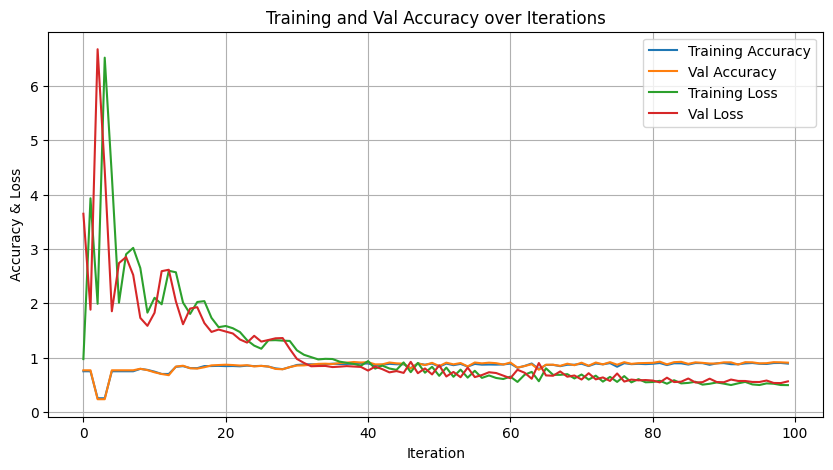 Training and Val Accuracy over Iterations
Training Accuracy
Val Accuracy
Training Loss
Val Loss
Accuracy & Loss
6
5
4
3
2
1
0
0 20 40 60 80 100
Iteration